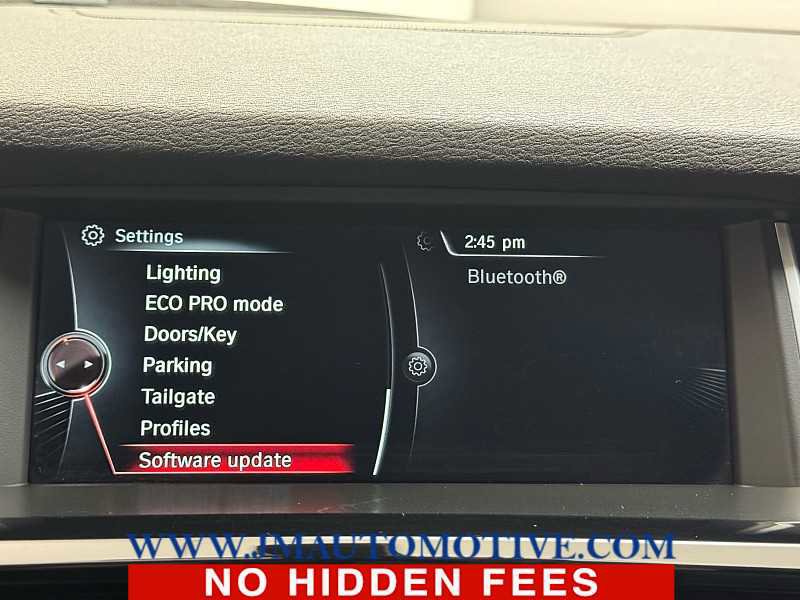 Settings
Lighting
ECO PRO mode
Doors/Key
Parking
Tailgate
Profiles
Software update
2:45 pm
Bluetooth®
WWW.JMAUTOMOTIVE.COM
NO HIDDEN FEES